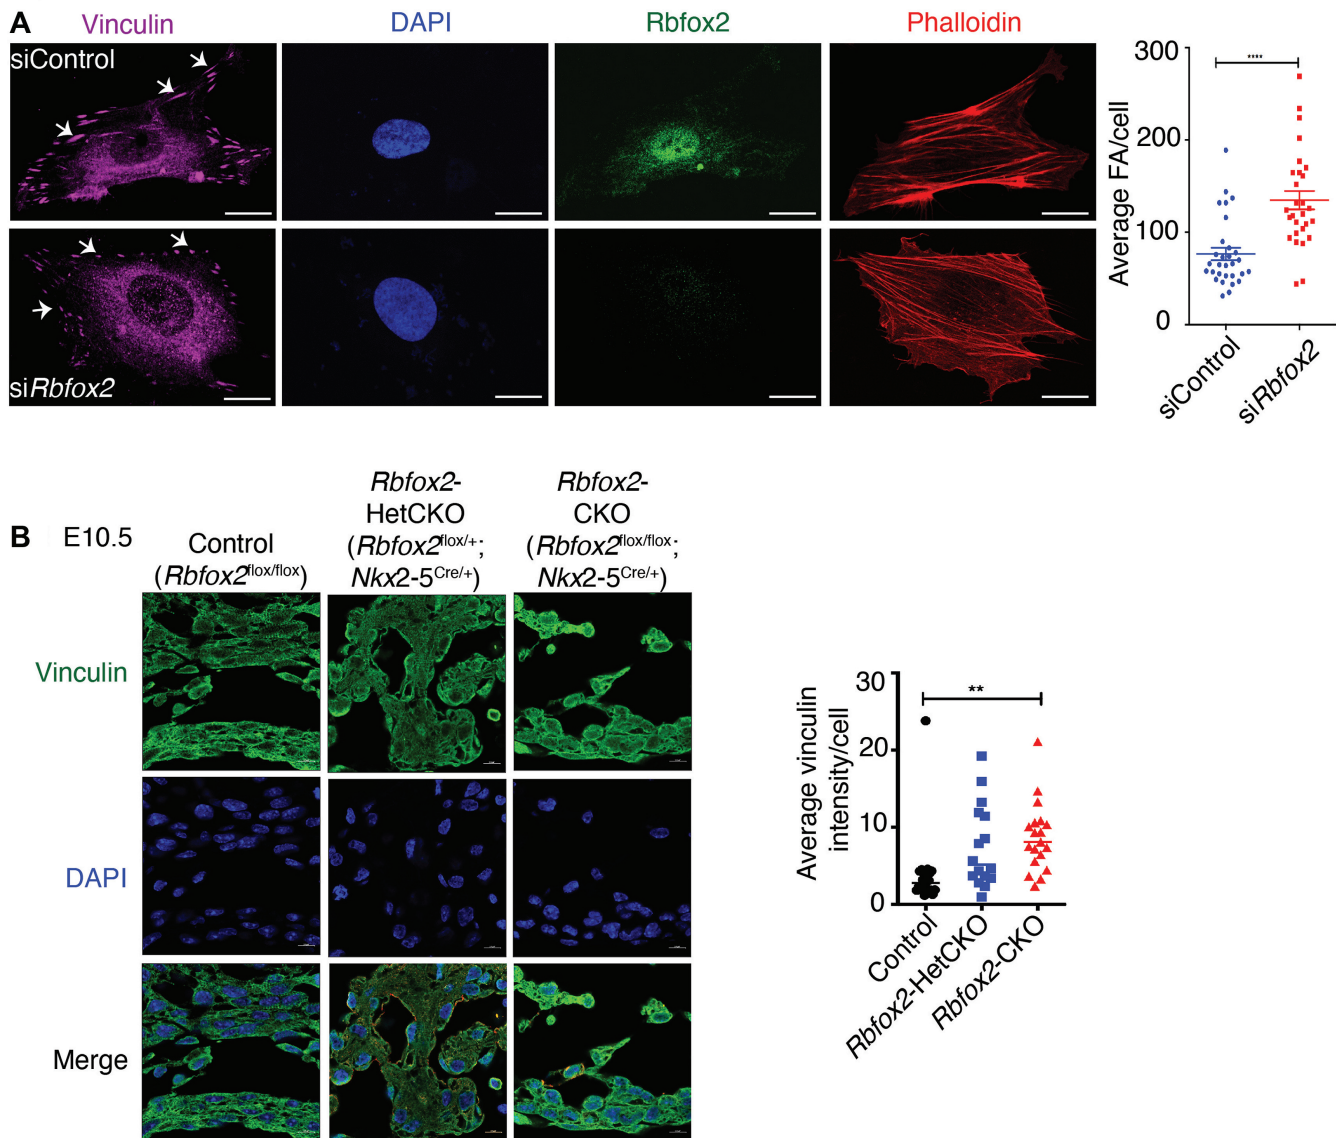 A
Vinculin
DAPI
Rbfox2
Phalloidin
siControl
siRbfox2
Average FA/cell
300
200
100
0
****
siControl
siRbfox2
B
E10.5
Control
(Rbfox2flox/flox)
Rbfox2-
HetCKO
(Rbfox2flox/+;
Nkx2-5Cre/+)
Rbfox2-
CKO
(Rbfox2flox/flox;
Nkx2-5Cre/+)
Vinculin
DAPI
Merge
Average vinculin
intensity/cell
30
20
10
0
**
Control
Rbfox2-HetCKO
Rbfox2-CKO